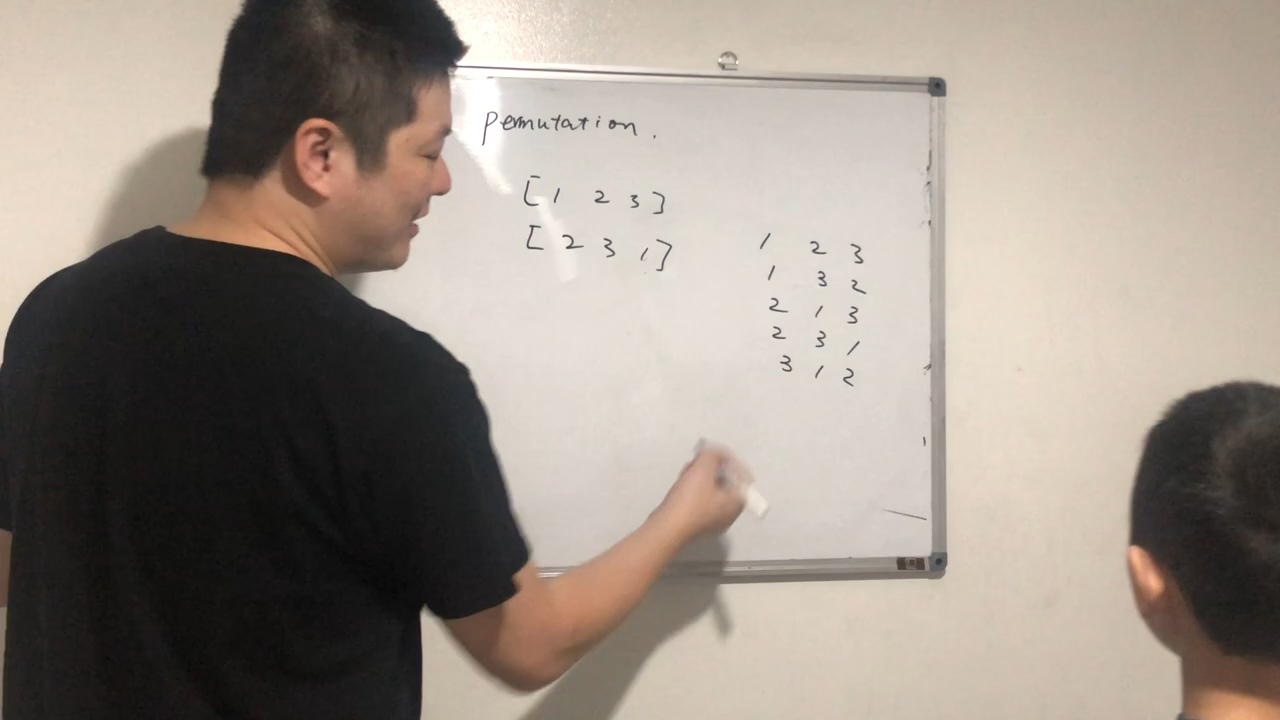 permutation.
[1 2 3]
[2 3 1]
1 2 3
1 3 2
2 1 3
2 3 1
3 1 2